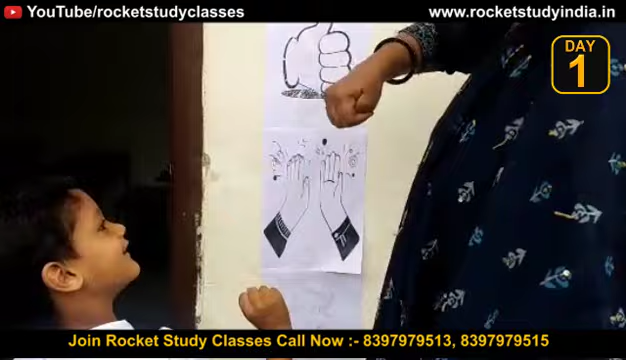 YouTube/rocketstudyclasses
www.rocketstudyindia.in
DAY
1
Join Rocket Study Classes Call Now :- 8397979513, 8397979515